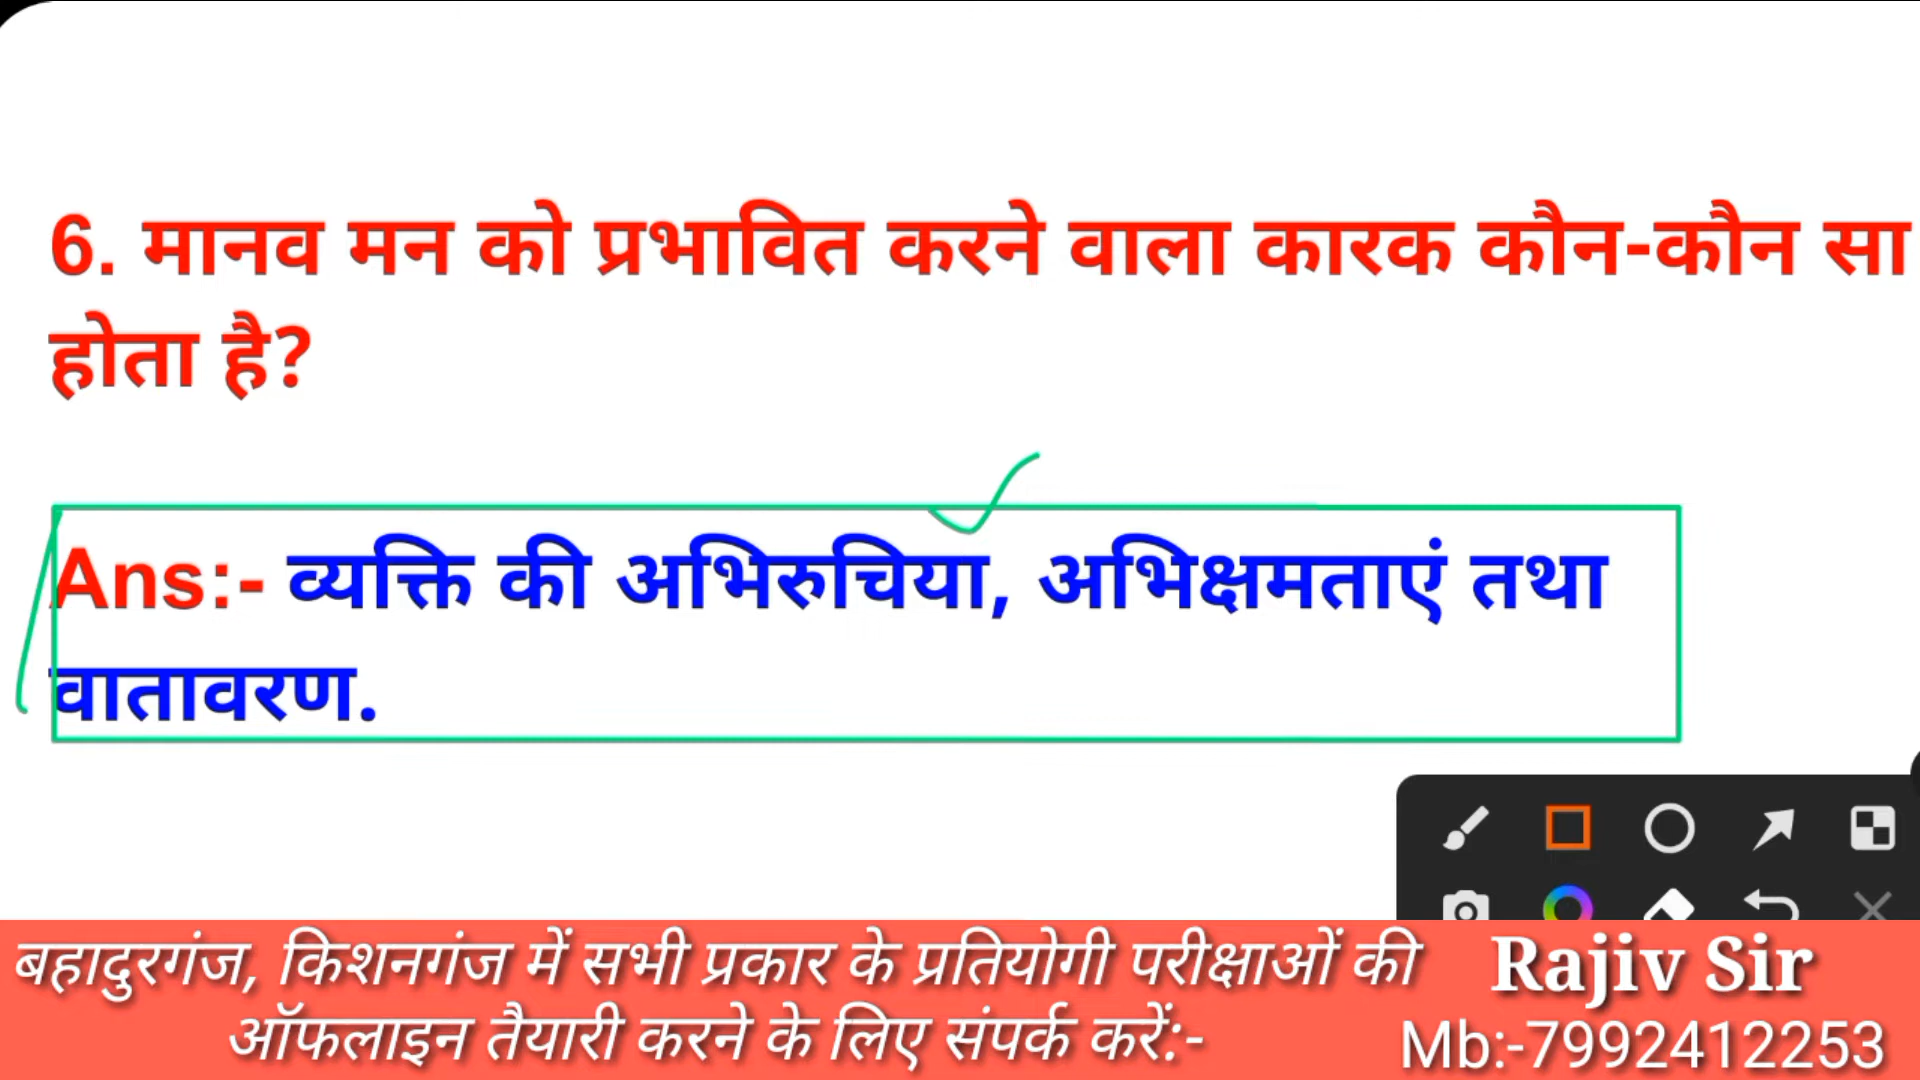 6. मानव मन को प्रभावित करने वाला कारक कौन-कौन सा
होता है?
Ans:- व्यक्ति की अभिरुचिया, अभिक्षमताएं तथा
वातावरण.
बहादुरगंज, किशनगंज में सभी प्रकार के प्रतियोगी परीक्षाओं की
ऑफलाइन तैयारी करने के लिए संपर्क करें:-
Rajiv Sir
Mb:-7992412253